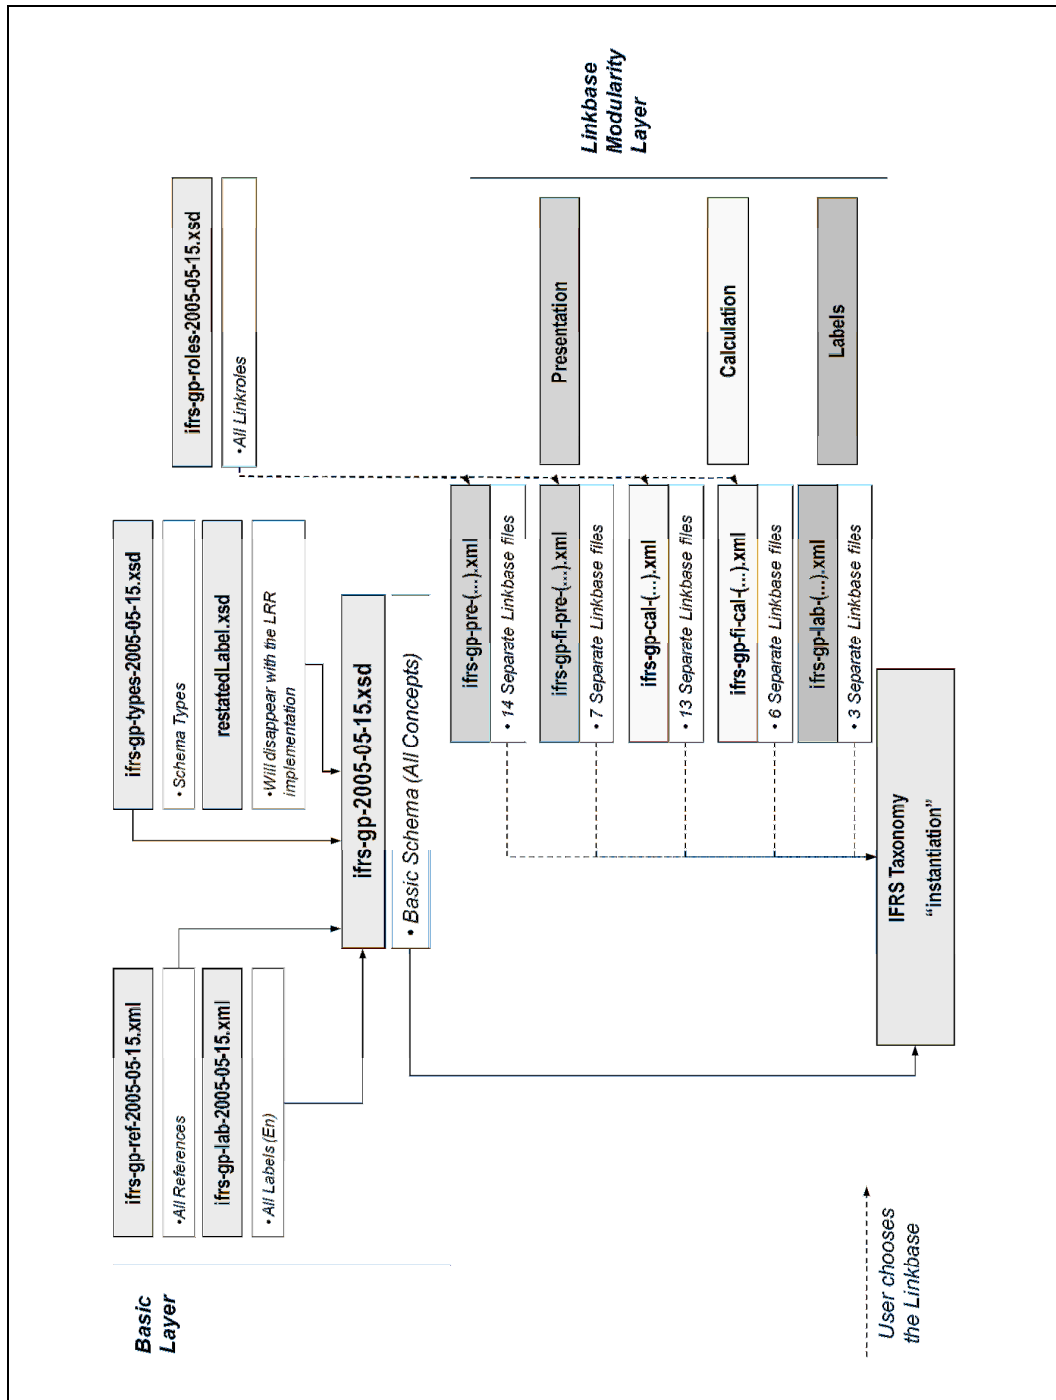 Basic
Layer
ifrs-gp-ref-2005-05-15.xml
•All References
ifrs-gp-lab-2005-05-15.xml
• All Labels (En)
ifrs-gp-types-2005-05-15.xsd
• Schema Types
restatedLabel.xsd
•Will disappear with the LRR
implementation
ifrs-gp-roles-2005-05-15.xsd
•All Linkroles
ifrs-gp-2005-05-15.xsd
• Basic Schema (All Concepts)
Linkbase
Modularity
Layer
ifrs-gp-pre-(...).xml
• 14 Separate Linkbase files
ifrs-gp-fi-pre-(...).xml
• 7 Separate Linkbase files
Presentation
ifrs-gp-cal-(...).xml
• 13 Separate Linkbase files
ifrs-gp-fi-cal-(...).xml
• 6 Separate Linkbase files
Calculation
ifrs-gp-lab-(...).xml
• 3 Separate Linkbase files
Labels
IFRS Taxonomy
“instantiation”
User chooses
the Linkbase